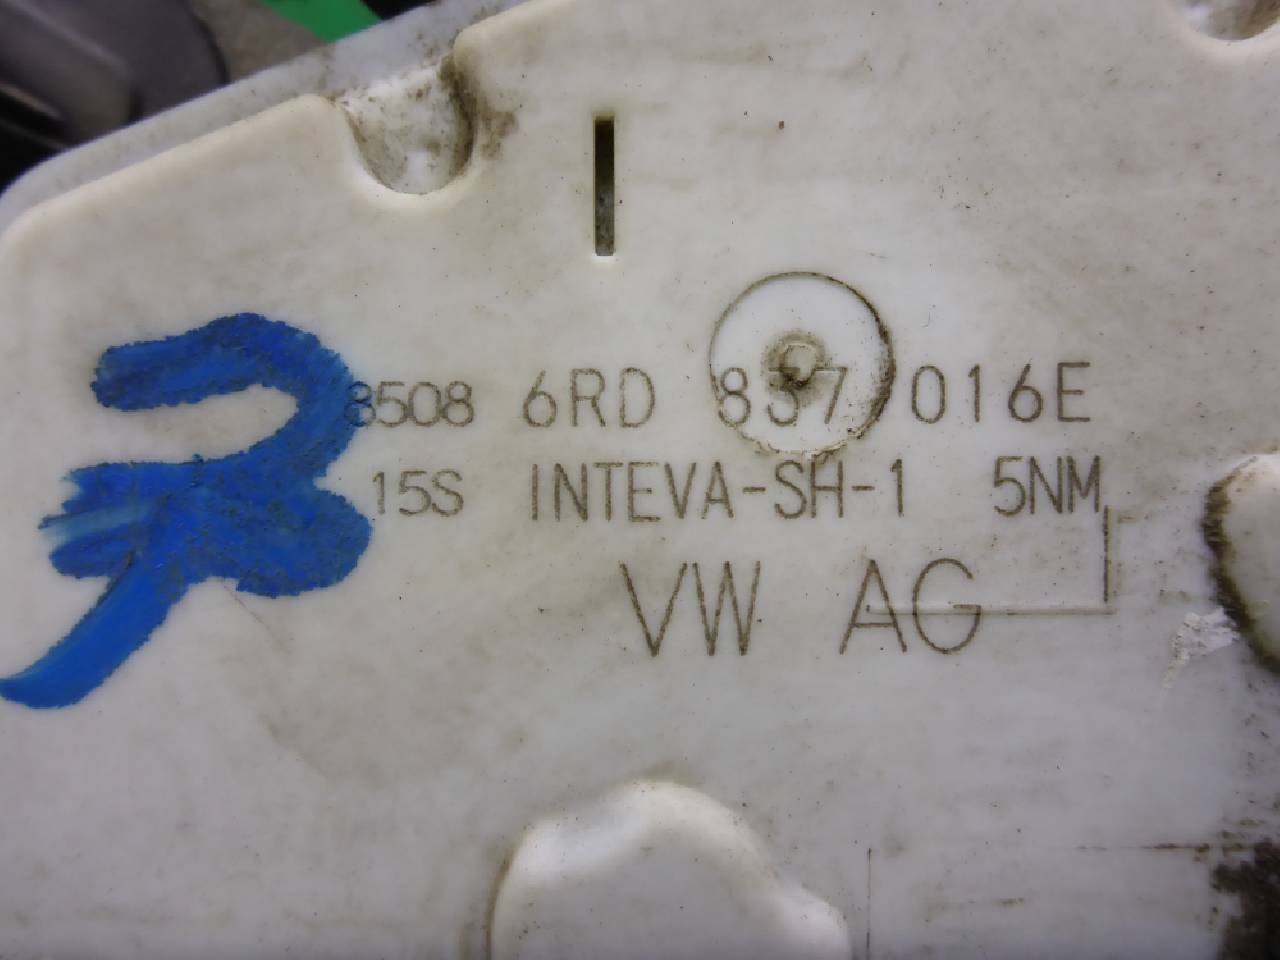 8508 6RD 837 016E
15S INTEVA-SH-1 5NM
VW AG